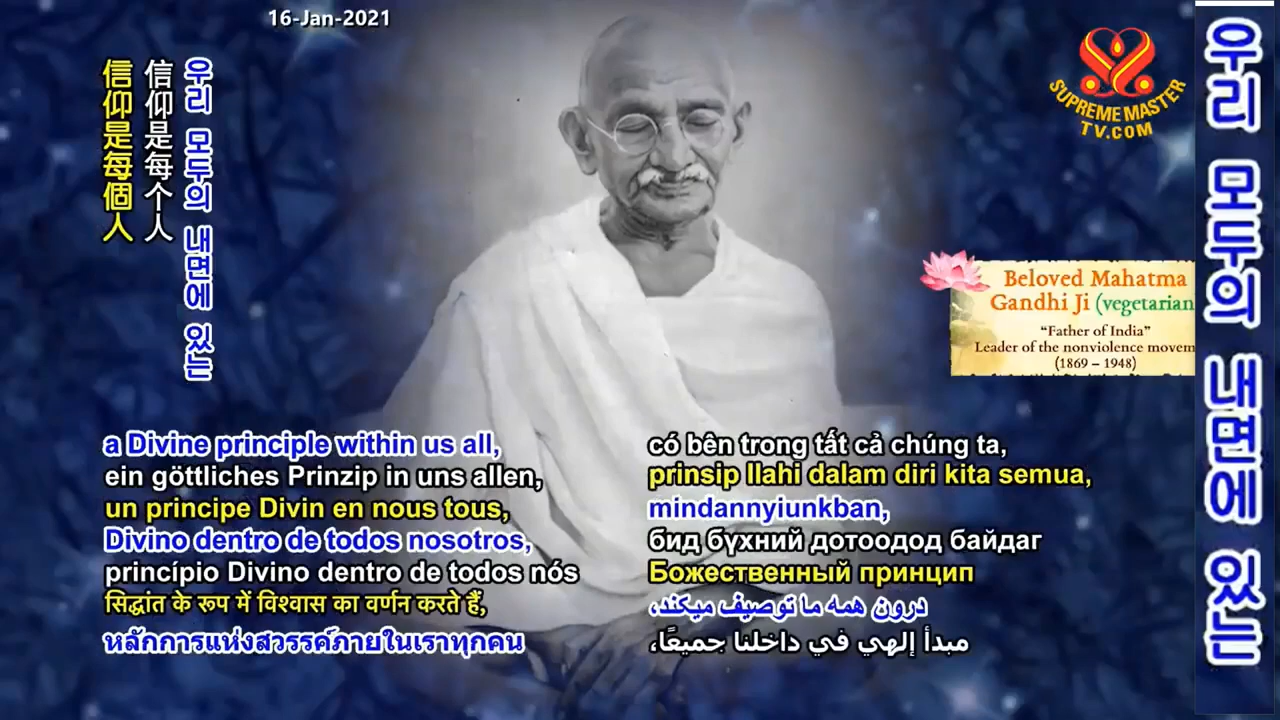 16-Jan-2021
우리 모두의 내면에 있는
信仰是每个人
信仰是每個人
SUPREME MASTER
TV.COM
우리 모두의 내면에 있는
Beloved Mahatma
Gandhi Ji (vegetarian
“Father of India”
Leader of the nonviolence movem
(1869 – 1948)
a Divine principle within us all,
ein göttliches Prinzip in uns allen,
un principe Divin en nous tous,
Divino dentro de todos nosotros,
princípio Divino dentro de todos nós
सिद्धांत के रूप में विश्वास का वर्णन करते हैं,
หลักการแห่งสวรรค์ภายในเราทุกคน
có bên trong tất cả chúng ta,
prinsip Ilahi dalam diri kita semua,
mindannyiunkban,
бид бүхний дотоодод байдаг
Божественный принцип
درون همه ما توصیف میکند،
مبدأ إلهي في داخلنا جميعًا،